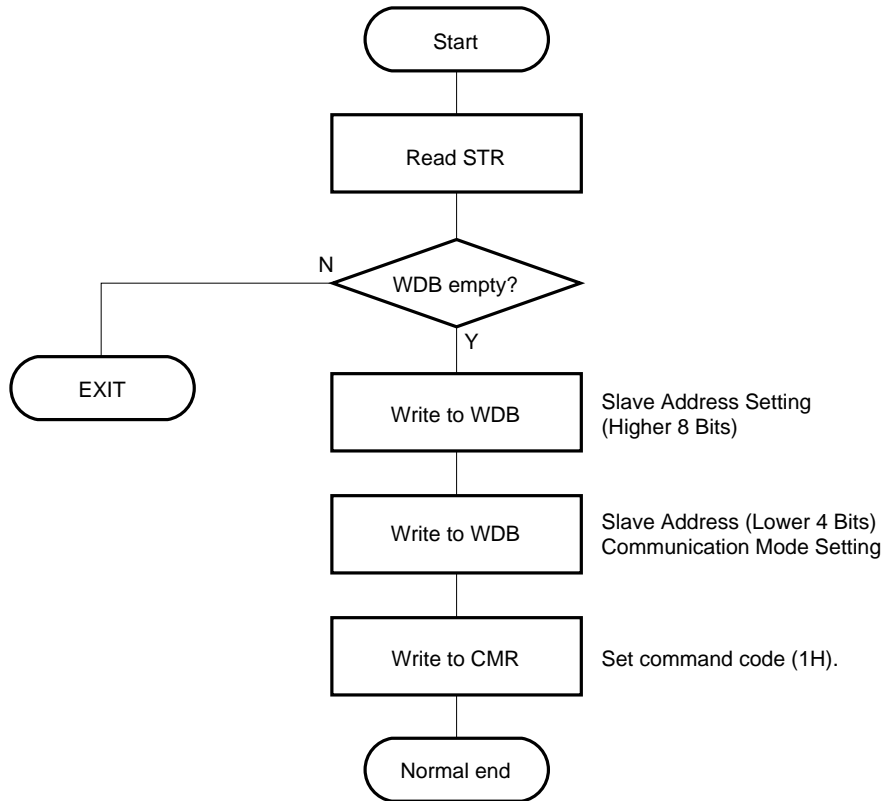 Start
Read STR
N
WDB empty?
Y
EXIT
Write to WDB
Slave Address Setting
(Higher 8 Bits)
Write to WDB
Slave Address (Lower 4 Bits)
Communication Mode Setting
Write to CMR
Set command code (1H).
Normal end